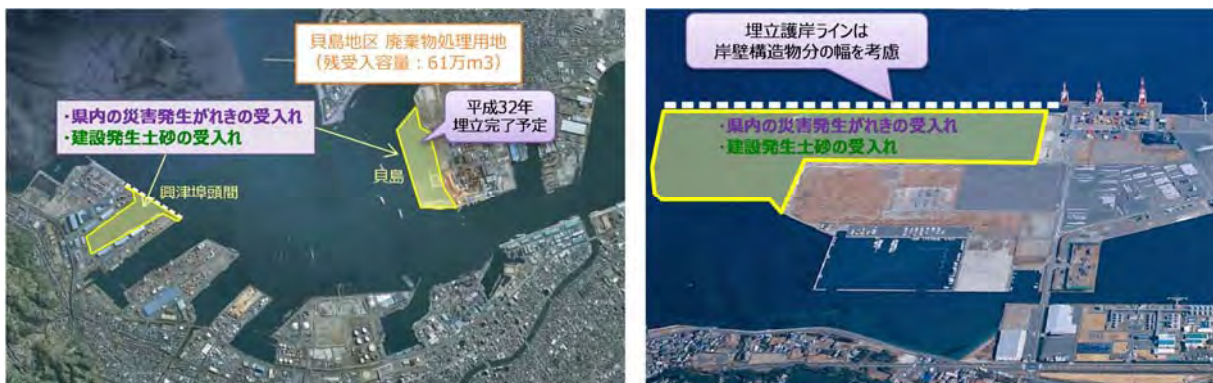 貝島地区 廃棄物処理用地
(残受入容量:61万m3)
・県内の災害発生がれきの受入れ
・建設発生土砂の受入れ
平成32年
埋立完了予定
貝島
興津埠頭間
埋立護岸ラインは
岸壁構造物分の幅を考慮
・県内の災害発生がれきの受入れ
・建設発生土砂の受入れ